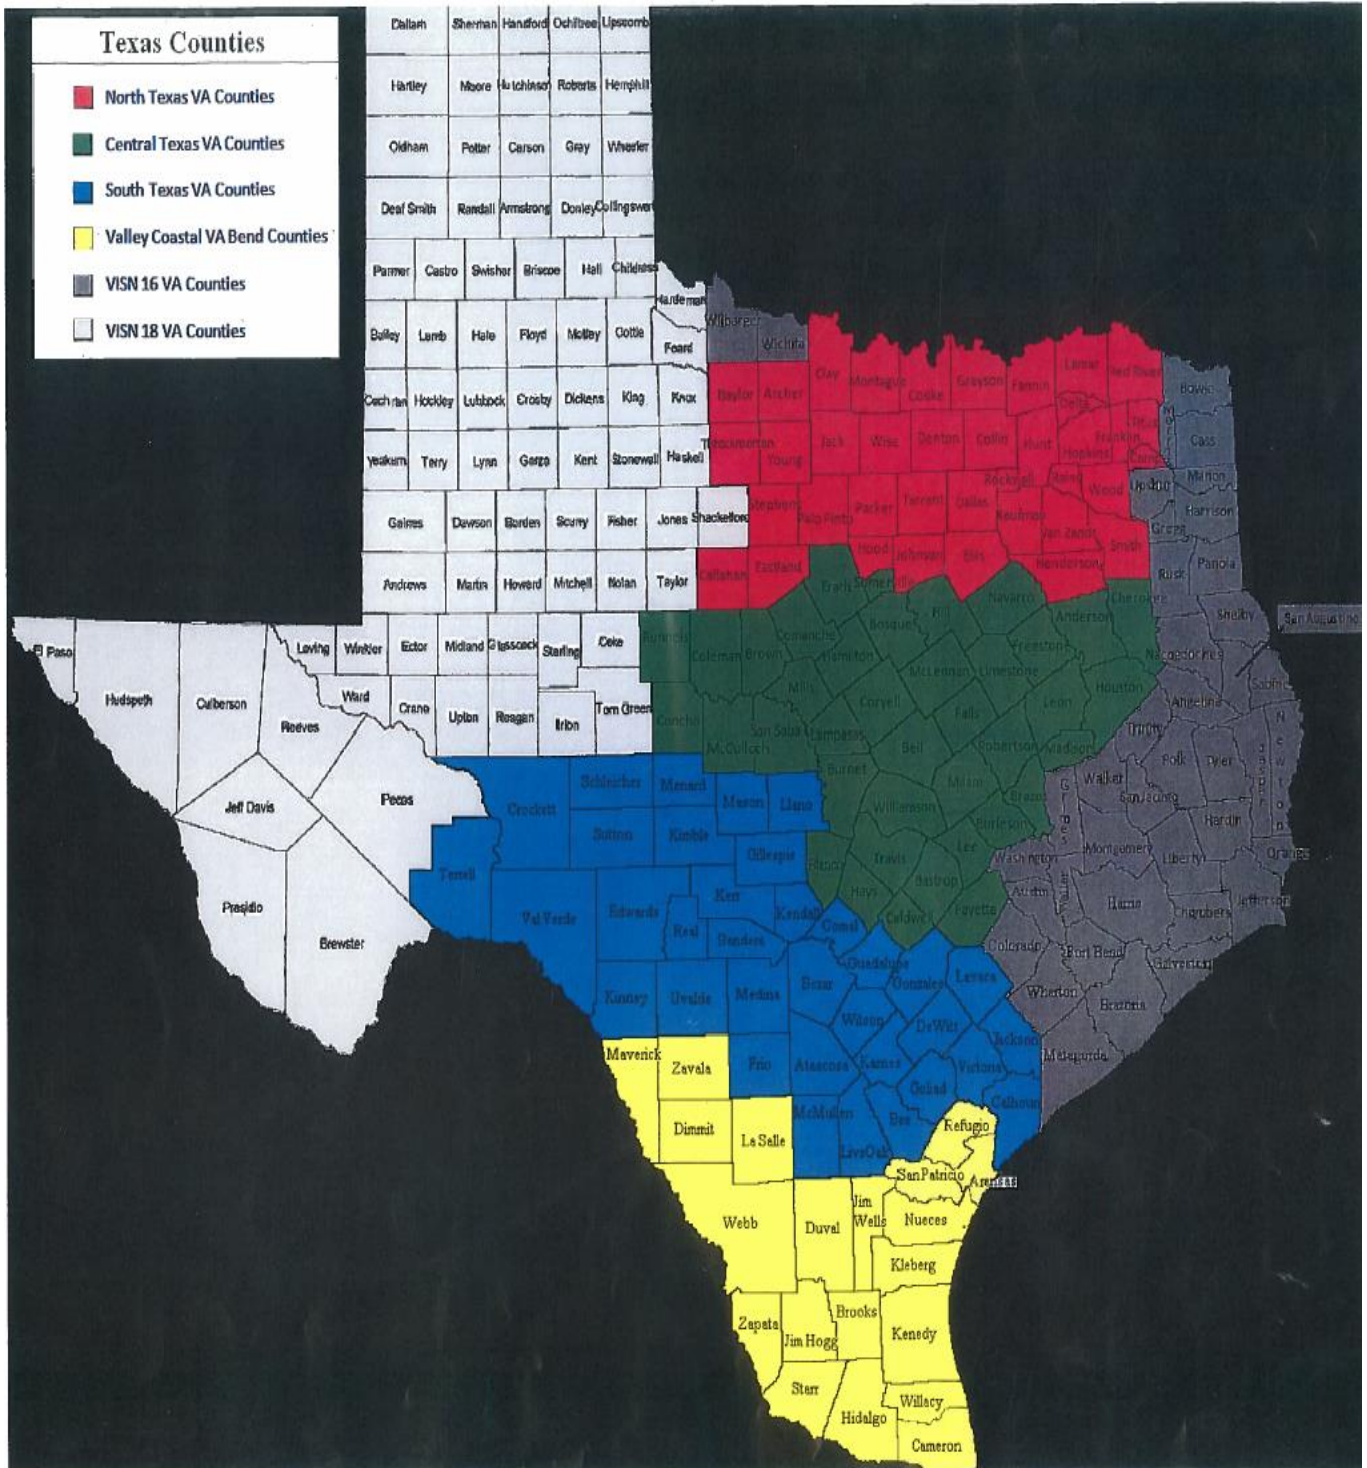 Texas Counties
North Texas VA Counties
Central Texas VA Counties
South Texas VA Counties
Valley Coastal VA Bend Counties
VISN 16 VA Counties
VISN 18 VA Counties
Dallam Sherman Hansford Ochiltree Lipscomb
Hartley Moore Hutchinson Roberts Hemphill
Oldham Potter Carson Gray Wheeler
Deaf Smith Randall Armstrong Donley Collingswor
Parmer Castro Swisher Briscoe Hall Childress
Hardeman
Bailey Lamb Hale Floyd Motley Cottle Foard Wilbarger Wichita
Cochran Hockley Lubbock Crosby Dickens King Knox Baylor Archer Clay Montague Cooke Grayson Fannin Lamar Red River Bowie
Delta Titus Morris Cass
Yoakum Terry Lynn Garza Kent Stonewall Haskell Throckmorton Young Jack Wise Denton Collin Hunt Hopkins Franklin Camp Marion
Gaines Dawson Borden Scurry Fisher Jones Shackelford Stephens Palo Pinto Parker Tarrant Dallas Rockwall Kaufman Rains Wood Upshur Harrison
Van Zandt Smith Gregg
Andrews Martin Howard Mitchell Nolan Taylor Callahan Eastland Erath Hood Somerville Johnson Ellis Henderson Rusk Panola
El Paso Loving Winkler Ector Midland Glasscock Sterling Coke Runnels Coleman Brown Comanche Hamilton Bosque Hill Navarro Anderson Cherokee Shelby San Augustine
Hudspeth Culberson Reeves Ward Crane Upton Reagan Irion Tom Green Concho Mills McLennan Limestone Freestone Leon Houston Nacogdoches Angelina Sabine
McCulloch San Saba Lampasas Coryell Bell Falls Robertson Madison Trinity Polk Tyler Jasper Newton
Jeff Davis Pecos Crockett Schleicher Menard Mason Llano Burnet Williamson Milam Brazos Grimes Walker San Jacinto Hardin
Sutton Kimble Gillespie Blanco Travis Lee Burleson Washington Montgomery Liberty Orange
Presidio Brewster Terrell Val Verde Edwards Real Kerr Bandera Kendall Comal Hays Caldwell Bastrop Fayette Austin Waller Harris Chambers Jefferson
Kinney Uvalde Medina Bexar Guadalupe Gonzales Lavaca Colorado Fort Bend Galveston
Wilson DeWitt Jackson Wharton Brazoria Matagorda
Maverick Zavala Frio Atascosa Karnes Goliad Victoria Calhoun
Dimmit La Salle McMullen Live Oak Bee Refugio
San Patricio Aransas
Webb Duval Jim Wells Nueces
Kleberg
Zapata Jim Hogg Brooks Kenedy
Starr Hidalgo Willacy
Cameron